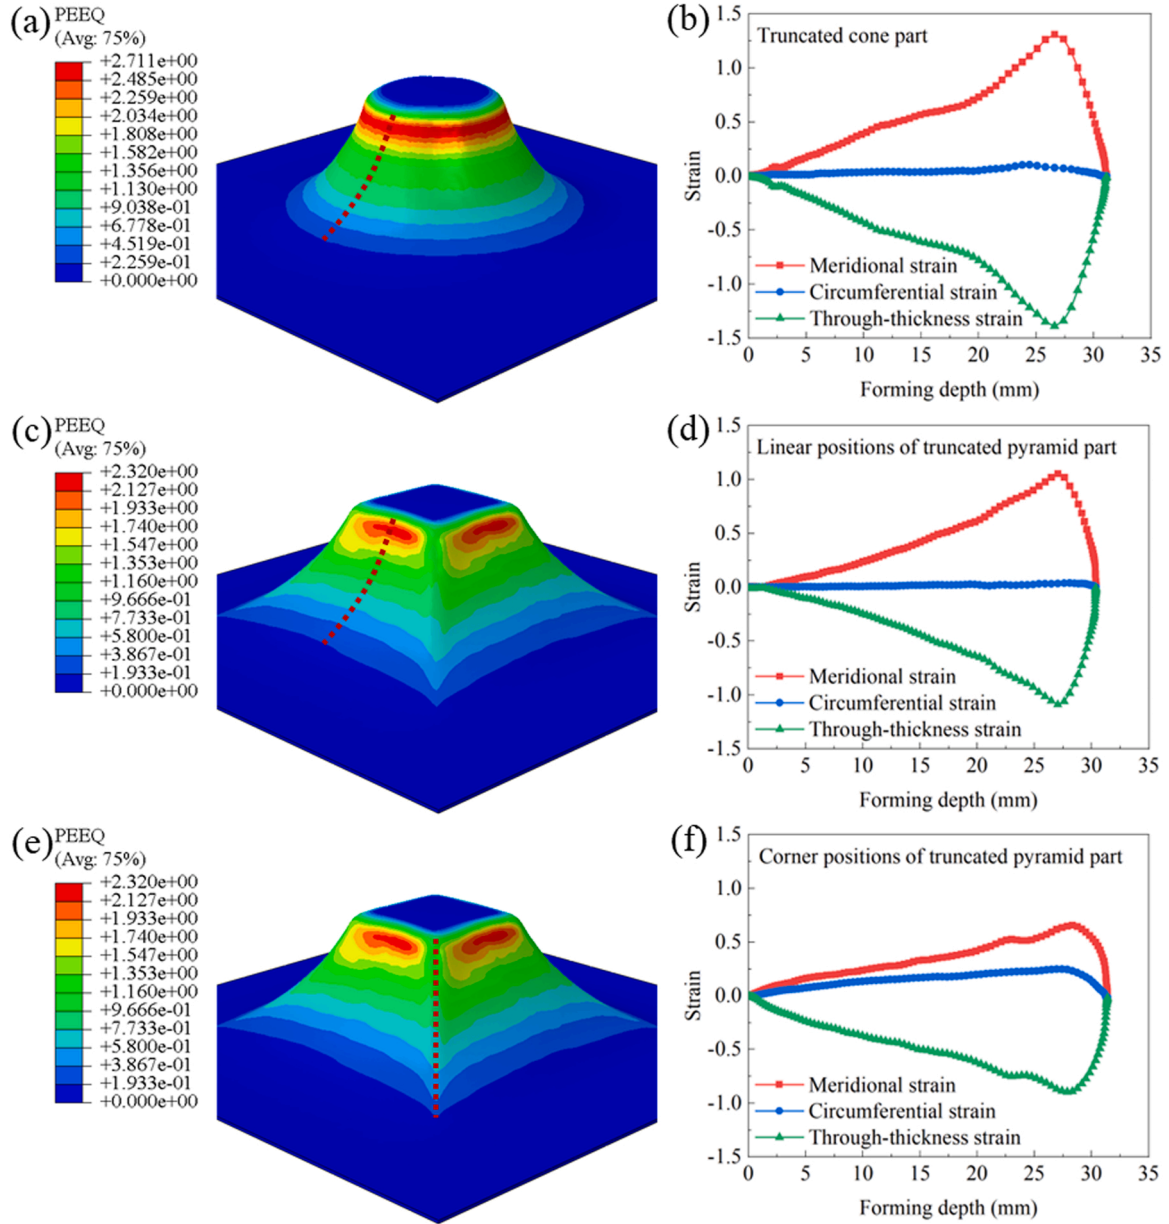 (a)
PEEQ
(Avg: 75%)
+2.711e+00
+2.485e+00
+2.259e+00
+2.034e+00
+1.808e+00
+1.582e+00
+1.356e+00
+1.130e+00
+9.038e-01
+6.778e-01
+4.519e-01
+2.259e-01
+0.000e+00
(b)
Truncated cone part
Strain
1.5
1.0
0.5
0.0
-0.5
-1.0
-1.5
Meridional strain
Circumferential strain
Through-thickness strain
0 5 10 15 20 25 30 35
Forming depth (mm)
(c)
PEEQ
(Avg: 75%)
+2.320e+00
+2.127e+00
+1.933e+00
+1.740e+00
+1.547e+00
+1.353e+00
+1.160e+00
+9.666e-01
+7.733e-01
+5.800e-01
+3.867e-01
+1.933e-01
+0.000e+00
(d)
Linear positions of truncated pyramid part
Strain
1.5
1.0
0.5
0.0
-0.5
-1.0
-1.5
Meridional strain
Circumferential strain
Through-thickness strain
0 5 10 15 20 25 30 35
Forming depth (mm)
(e)
PEEQ
(Avg: 75%)
+2.320e+00
+2.127e+00
+1.933e+00
+1.740e+00
+1.547e+00
+1.353e+00
+1.160e+00
+9.666e-01
+7.733e-01
+5.800e-01
+3.867e-01
+1.933e-01
+0.000e+00
(f)
Corner positions of truncated pyramid part
Strain
1.5
1.0
0.5
0.0
-0.5
-1.0
-1.5
Meridional strain
Circumferential strain
Through-thickness strain
0 5 10 15 20 25 30 35
Forming depth (mm)